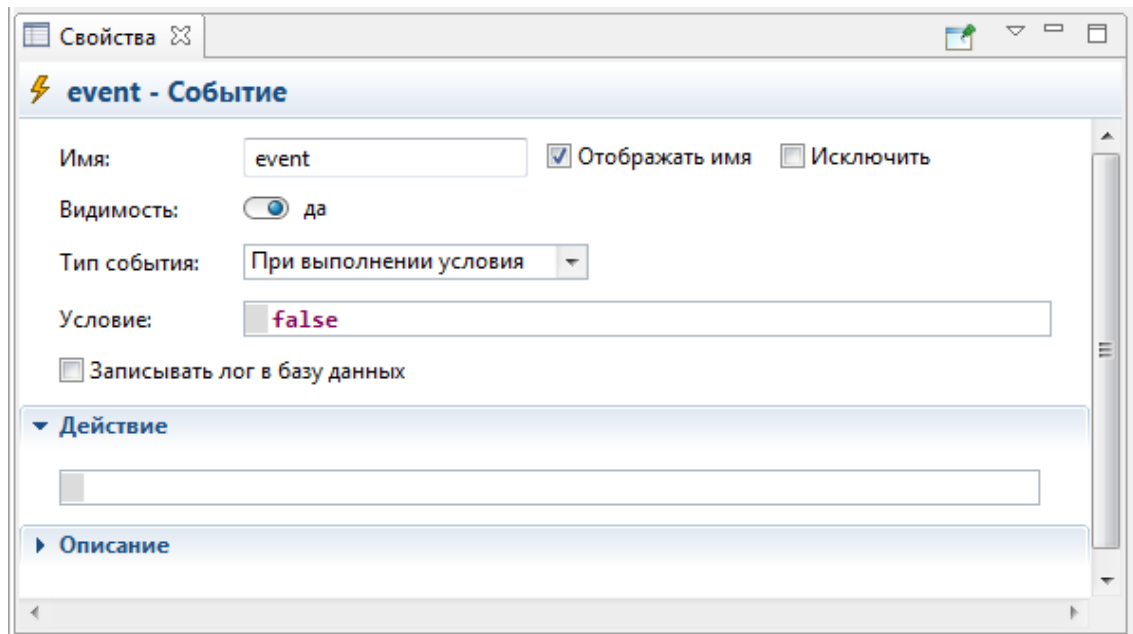 Свойства
event - Событие
Имя: event Отображать имя Исключить
Видимость: да
Тип события: При выполнении условия
Условие: false
Записывать лог в базу данных
Действие
Описание